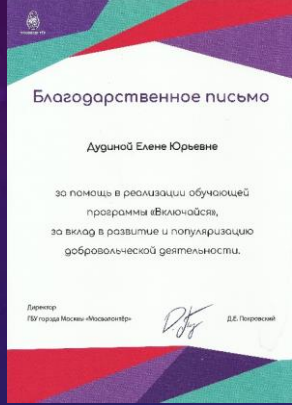 Благодарственное письмо
Дудиной Елене Юрьевне
за помощь в реализации обучающей
программы «Включайся»,
за вклад в развитие и популяризацию
добровольческой деятельности.
Директор
ГБУ города Москвы «Мосволонтёр»
Д.Е. Покровский